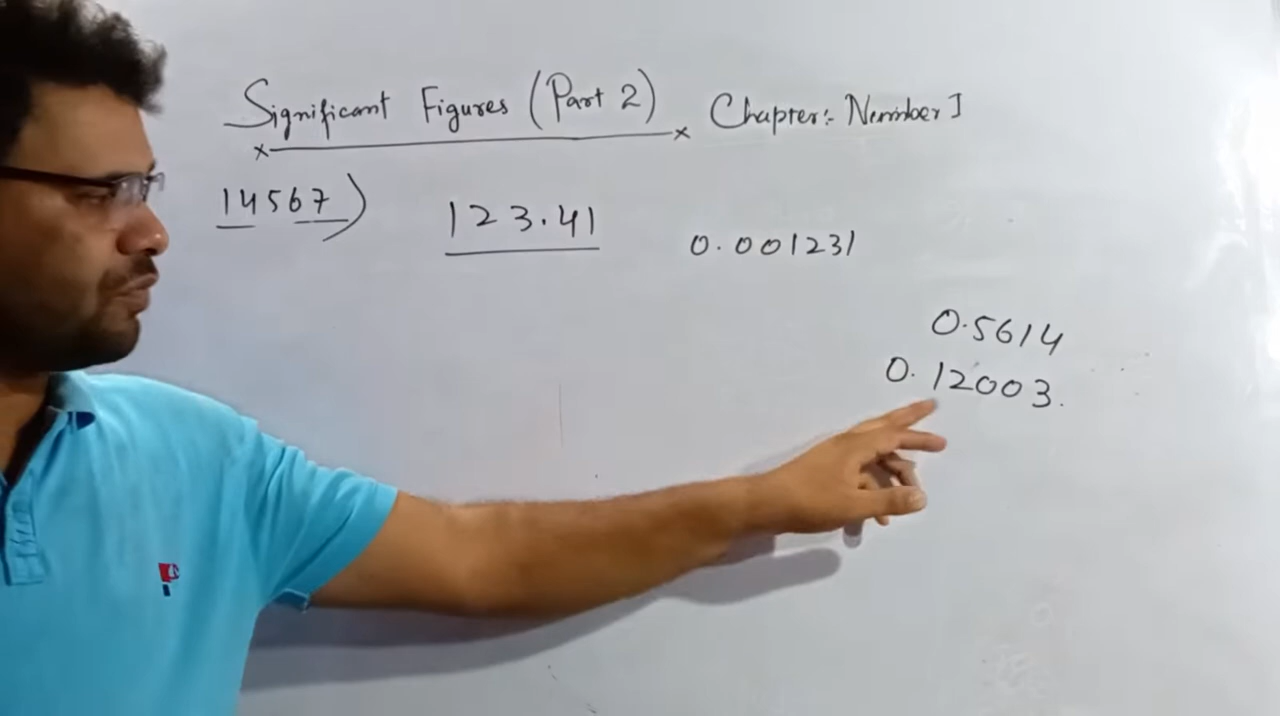 Significant Figures (Part 2) Chapter:- Number I
14567) 123.41 0.001231
0.5614
0.12003.